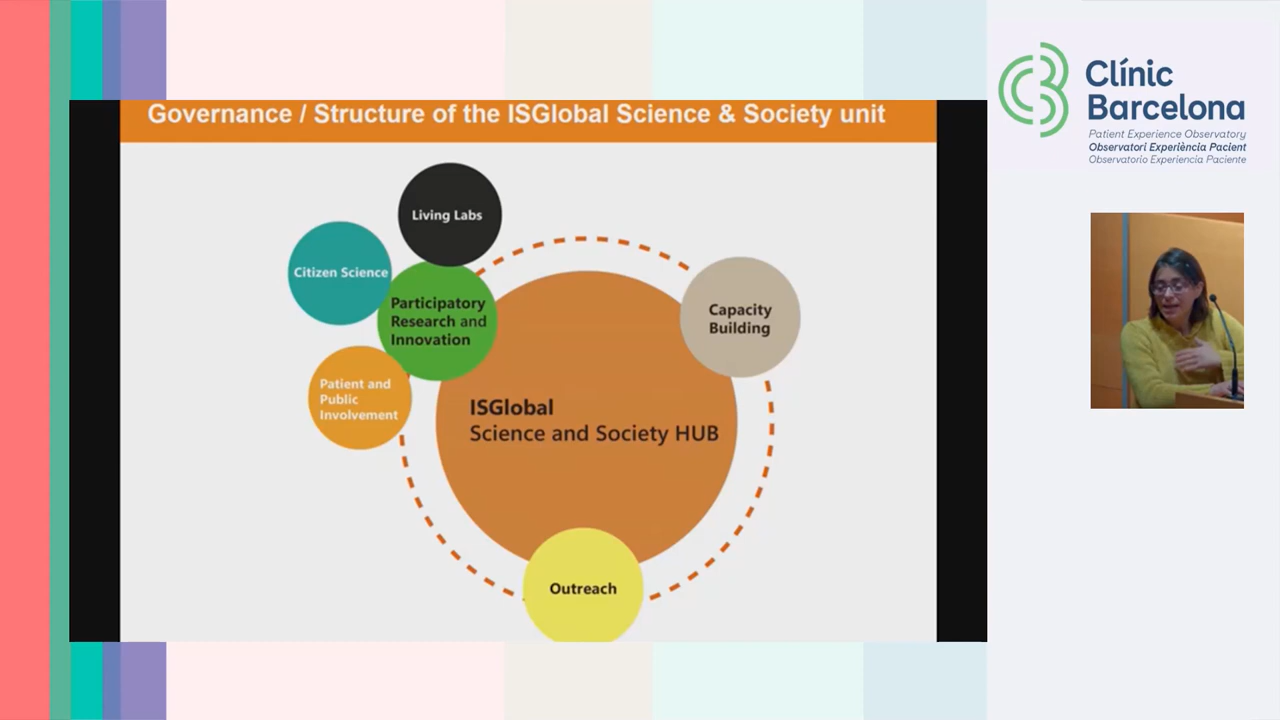 Governance / Structure of the ISGlobal Science & Society unit
Living Labs
Citizen Science
Participatory
Research and
Innovation
Patient and
Public
Involvement
Capacity
Building
ISGlobal
Science and Society HUB
Outreach
Clínic
Barcelona
Patient Experience Observatory
Observatori Experiència Pacient
Observatorio Experiencia Paciente